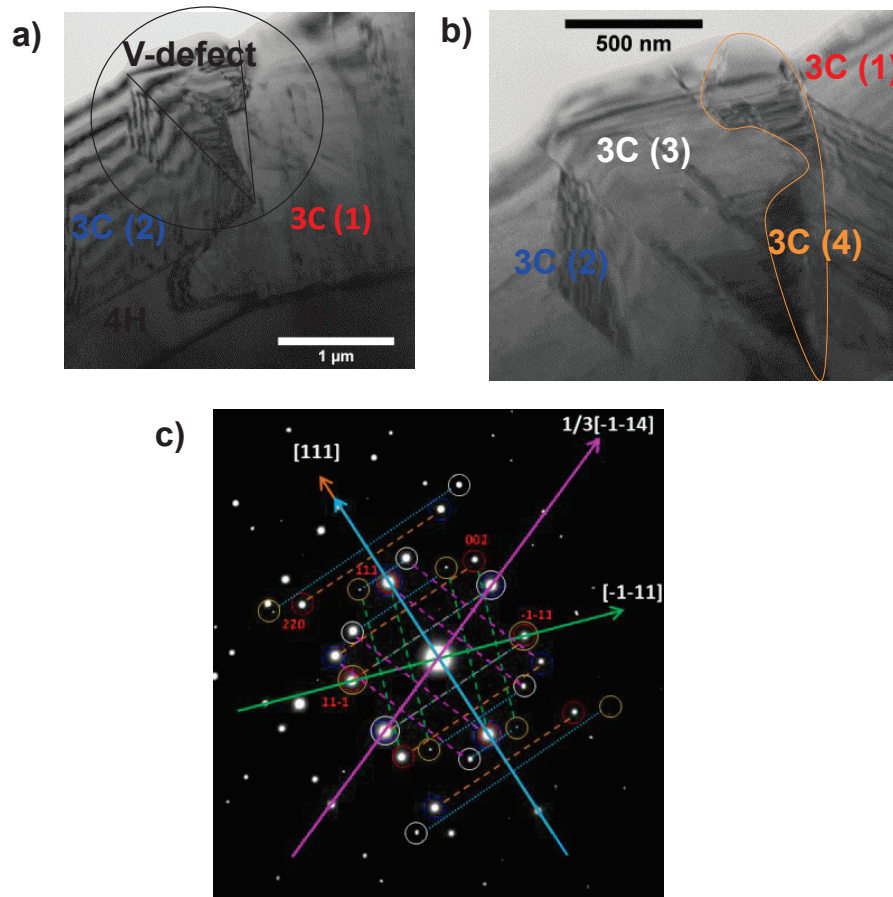 a)
V-defect
3C (2)
3C (1)
4H
1 µm
b)
500 nm
3C (1)
3C (3)
3C (2)
3C (4)
c)
[111]
1/3[-1-14]
002
111
[-1-11]
220
-1-11
11-1